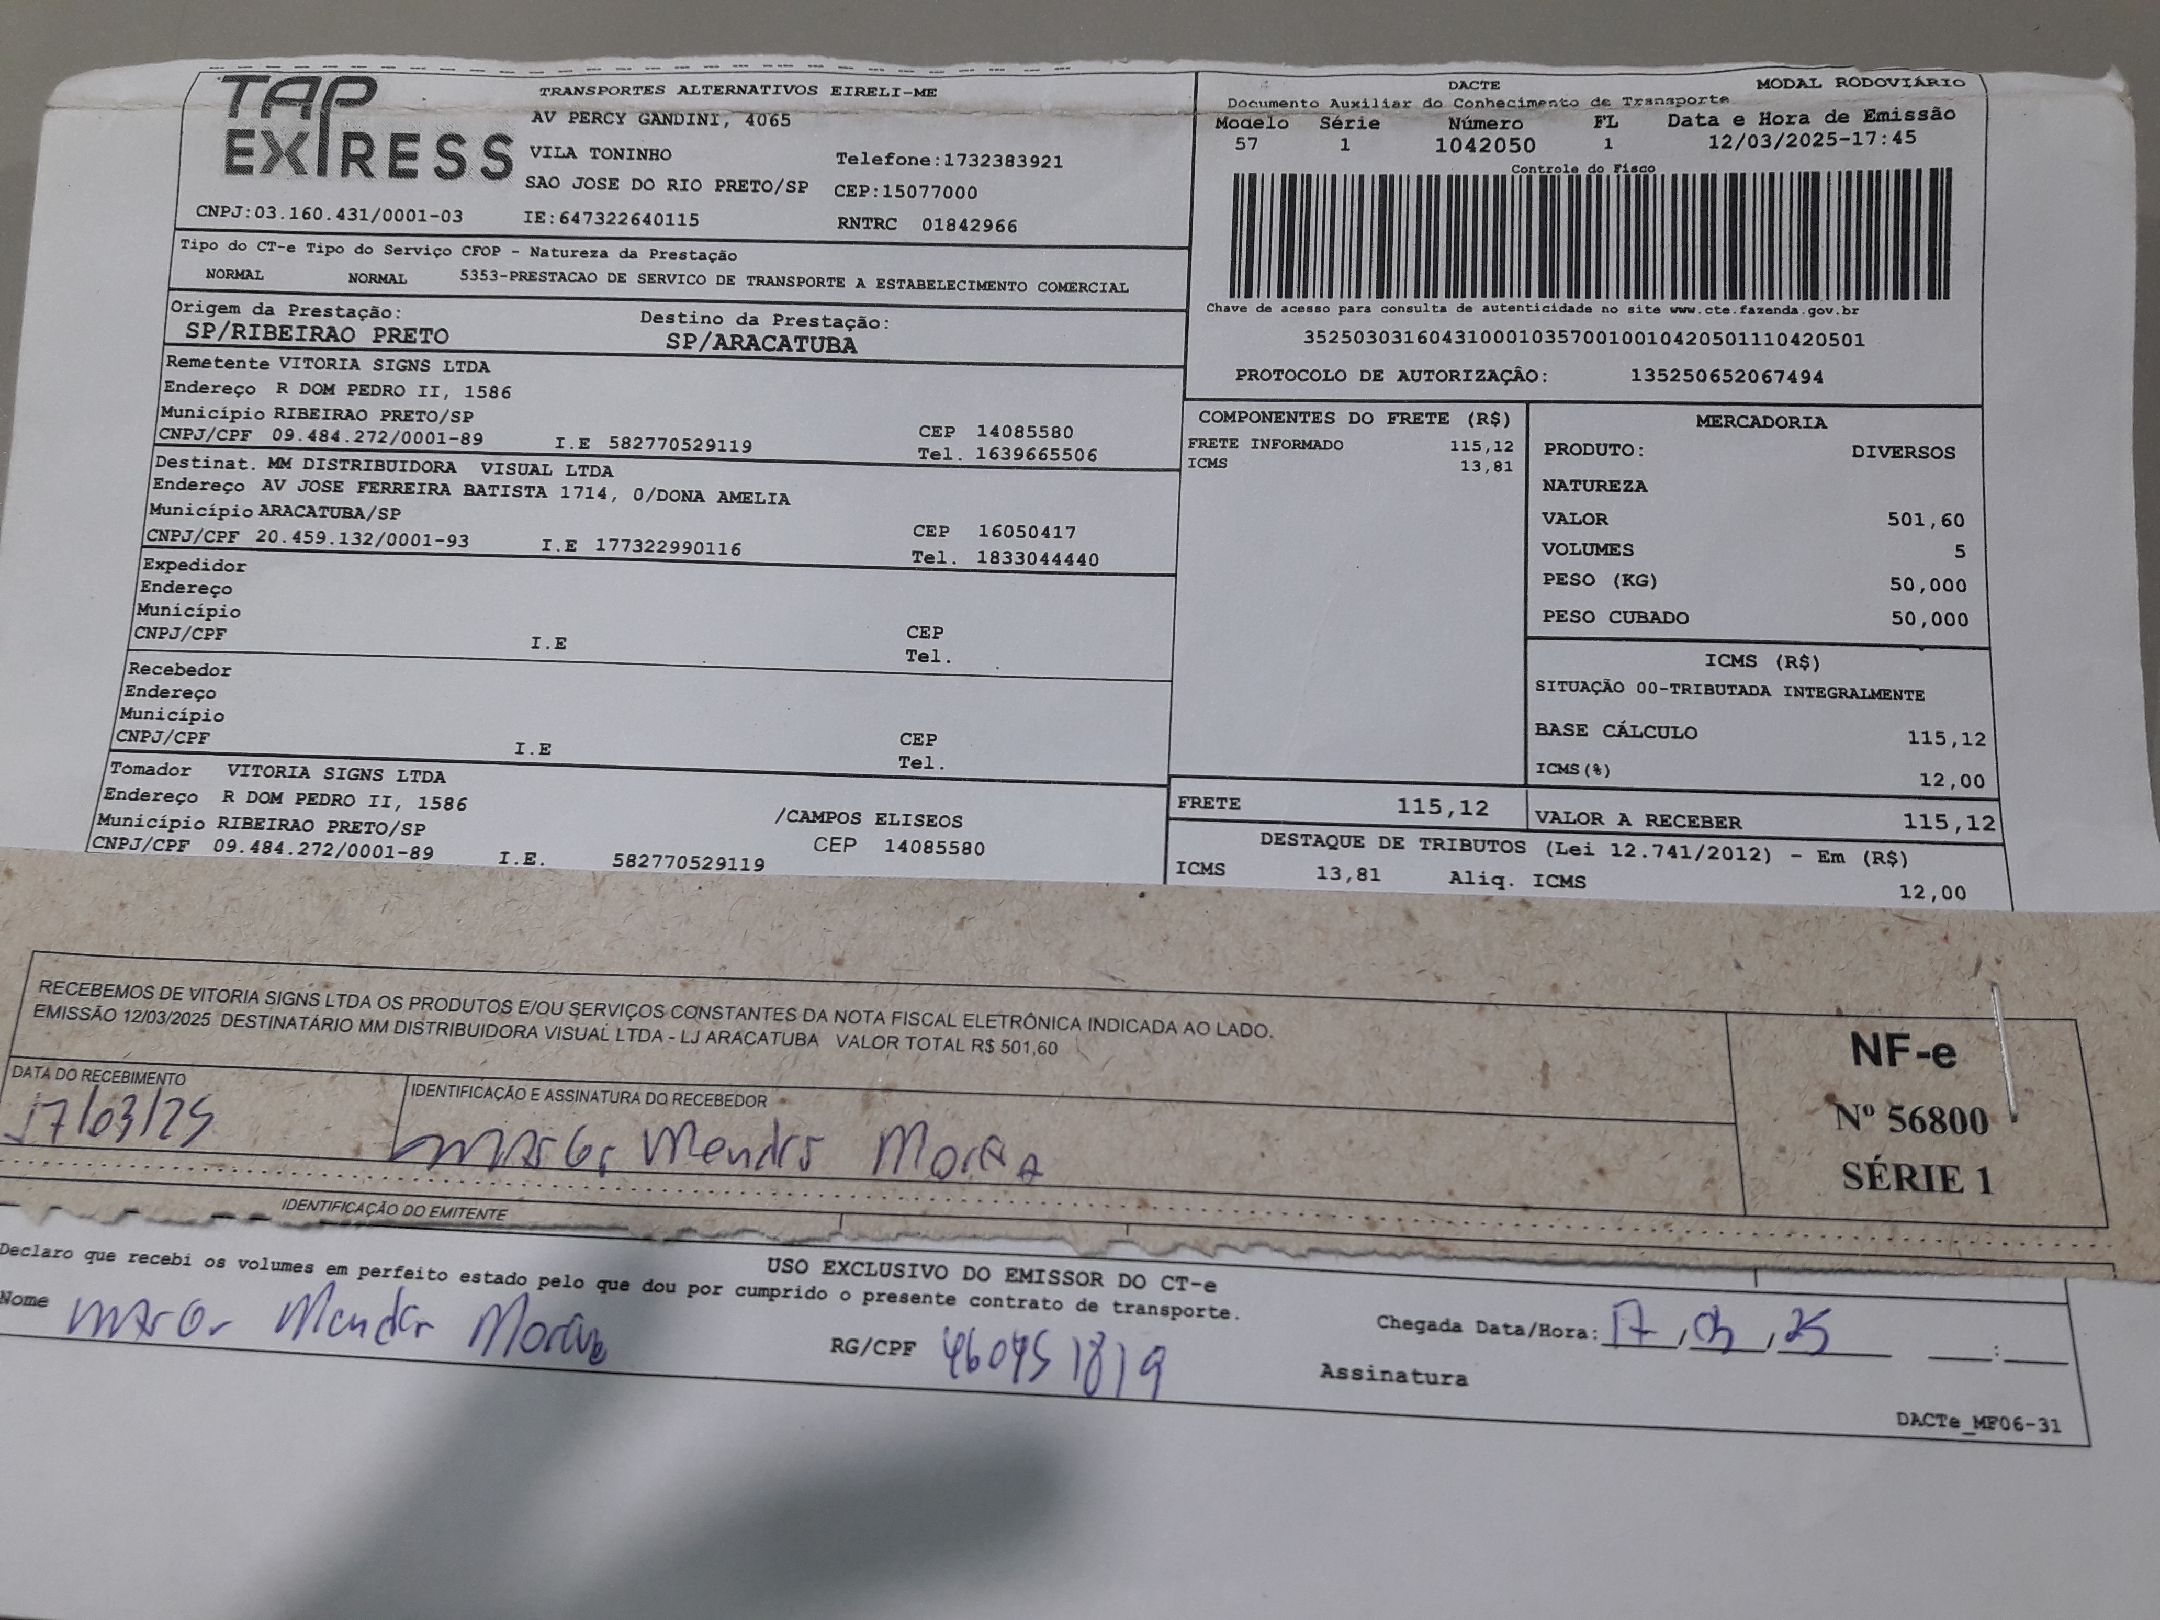 TAP EXPRESS
TRANSPORTES ALTERNATIVOS EIRELI-ME
AV PERCY GANDINI, 4065
VILA TONINHO Telefone:1732383921
SAO JOSE DO RIO PRETO/SP CEP:15077000
CNPJ:03.160.431/0001-03 IE:647322640115 RNTRC 01842966
Tipo do CT-e Tipo do Serviço CFOP - Natureza da Prestação
NORMAL NORMAL 5353-PRESTACAO DE SERVICO DE TRANSPORTE A ESTABELECIMENTO COMERCIAL
Origem da Prestação: Destino da Prestação:
SP/RIBEIRAO PRETO SP/ARACATUBA
Remetente VITORIA SIGNS LTDA
Endereço R DOM PEDRO II, 1586
Município RIBEIRAO PRETO/SP CEP 14085580
CNPJ/CPF 09.484.272/0001-89 I.E 582770529119 Tel. 1639665506
Destinat. MM DISTRIBUIDORA VISUAL LTDA
Endereço AV JOSE FERREIRA BATISTA 1714, 0/DONA AMELIA
Município ARACATUBA/SP CEP 16050417
CNPJ/CPF 20.459.132/0001-93 I.E 177322990116 Tel. 1833044440
Expedidor
Endereço
Município CEP
CNPJ/CPF I.E Tel.
Recebedor
Endereço
Município CEP
CNPJ/CPF I.E Tel.
Tomador VITORIA SIGNS LTDA
Endereço R DOM PEDRO II, 1586 /CAMPOS ELISEOS
Município RIBEIRAO PRETO/SP CEP 14085580
CNPJ/CPF 09.484.272/0001-89 I.E. 582770529119
DACTE MODAL RODOVIÁRIO
Documento Auxiliar do Conhecimento de Transporte
Modelo Série Número FL Data e Hora de Emissão
57 1 1042050 1 12/03/2025-17:45
Controle do Fisco
Chave de acesso para consulta de autenticidade no site www.cte.fazenda.gov.br
35250303160431000103570010010420501110420501
PROTOCOLO DE AUTORIZAÇÂO: 135250652067494
COMPONENTES DO FRETE (R$)
FRETE INFORMADO 115,12
ICMS 13,81
MERCADORIA
PRODUTO: DIVERSOS
NATUREZA
VALOR 501,60
VOLUMES 5
PESO (KG) 50,000
PESO CUBADO 50,000
ICMS (R$)
SITUAÇÃO 00-TRIBUTADA INTEGRALMENTE
BASE CÁLCULO 115,12
ICMS(%) 12,00
FRETE 115,12 VALOR A RECEBER 115,12
DESTAQUE DE TRIBUTOS (Lei 12.741/2012) - Em (R$)
ICMS 13,81 Aliq. ICMS 12,00
RECEBEMOS DE VITORIA SIGNS LTDA OS PRODUTOS E/OU SERVIÇOS CONSTANTES DA NOTA FISCAL ELETRÔNICA INDICADA AO LADO.
EMISSÃO 12/03/2025 DESTINATÁRIO MM DISTRIBUIDORA VISUAL LTDA - LJ ARACATUBA VALOR TOTAL R$ 501,60
DATA DO RECEBIMENTO IDENTIFICAÇÃO E ASSINATURA DO RECEBEDOR
17/03/25 Mendes
NF-e
Nº 56800
SÉRIE 1
IDENTIFICAÇÃO DO EMITENTE
USO EXCLUSIVO DO EMISSOR DO CT-e
Declaro que recebi os volumes em perfeito estado pelo que dou por cumprido o presente contrato de transporte.
Nome RG/CPF 460451819 Chegada Data/Hora: 17/03/25 __:__
Assinatura
DACTe_MF06-31